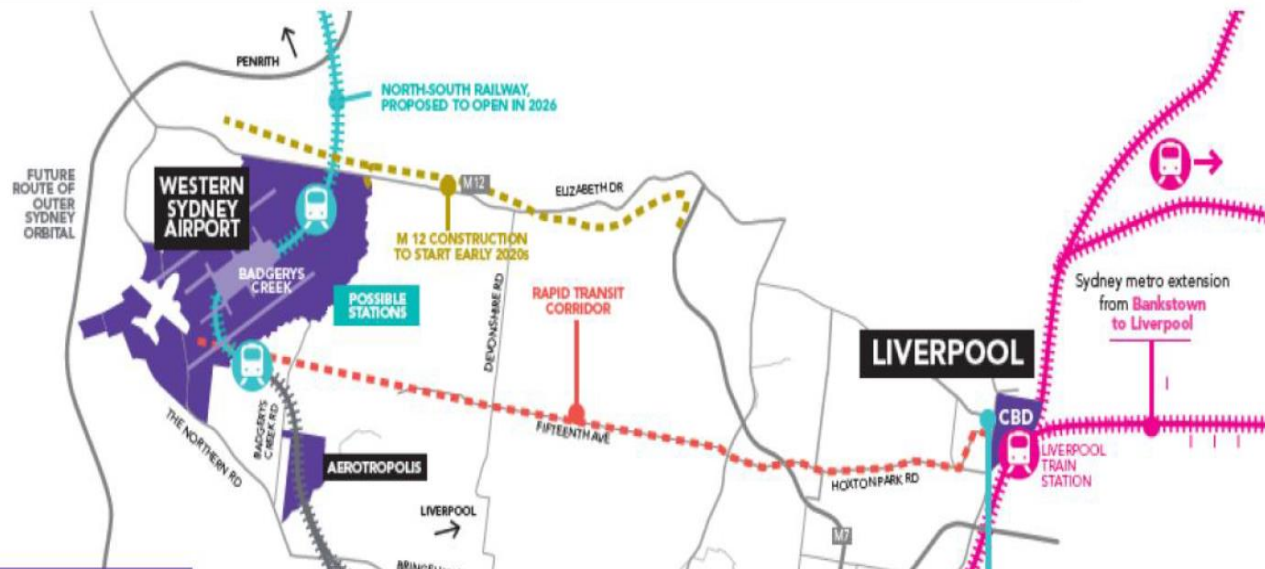 PENRITH
NORTH-SOUTH RAILWAY,
PROPOSED TO OPEN IN 2026
FUTURE
ROUTE OF
OUTER
SYDNEY
ORBITAL
WESTERN
SYDNEY
AIRPORT
M12
ELIZABETH DR
M 12 CONSTRUCTION
TO START EARLY 2020s
BADGERYS
CREEK
POSSIBLE
STATIONS
DEVONSHIRE RD
RAPID TRANSIT
CORRIDOR
Sydney metro extension
from Bankstown
to Liverpool
LIVERPOOL
CBD
LIVERPOOL
TRAIN
STATION
THE NORTHERN RD
BADGERYS
CREEK RD
FIFTEENTH AVE
HOXTON PARK RD
AEROTROPOLIS
LIVERPOOL
M7